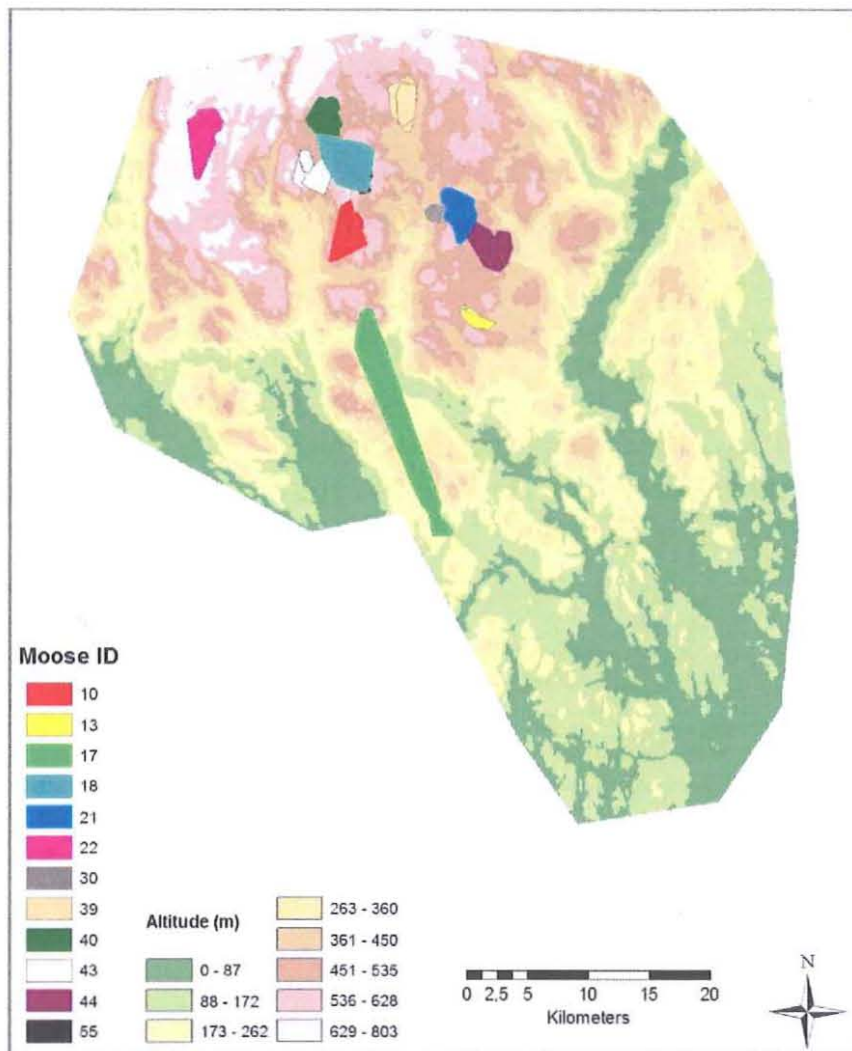 Moose ID
10
13
17
18
21
22
30
39
40
43
44
55
Altitude (m)
0 - 87
88 - 172
173 - 262
263 - 360
361 - 450
451 - 535
536 - 628
629 - 803
0 2,5 5 10 15 20
Kilometers
N